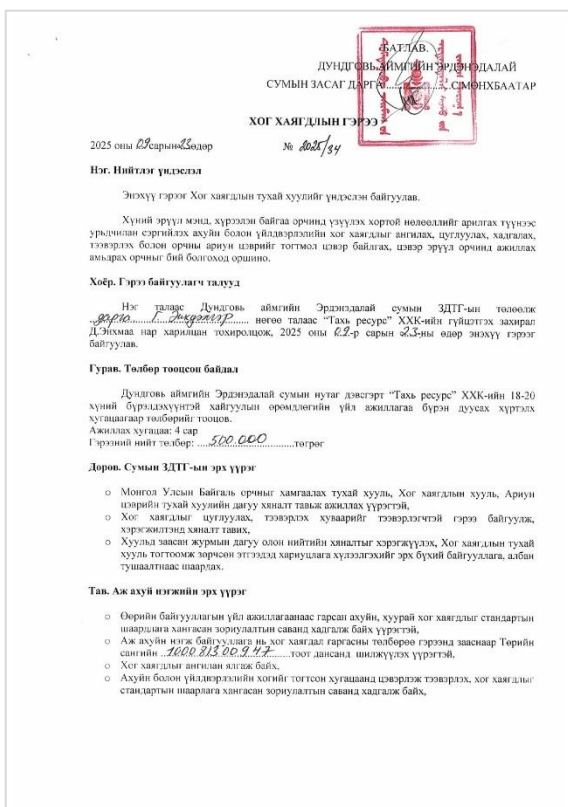 БАТЛАВ.
ДУНДГОВЬ АЙМГИЙН ЭРДЭНЭДАЛАЙ
СУМЫН ЗАСАГ ДАРГА ..................С.МӨНХБААТАР
ХОГ ХАЯГДЛЫН ГЭРЭЭ
2025 оны 02сарын 23өдөр № 2025/34
Нэг. Нийтлэг үндэслэл
Энэхүү гэрээг Хог хаягдлын тухай хуулийг үндэслэн байгуулав.
Хүний эрүүл мэнд, хүрээлэн байгаа орчинд үзүүлэх хортой нөлөөллийг арилгах түүнээс
урьдчилан сэргийлэх ахуйн болон үйлдвэрлэлийн хог хаягдлыг ангилах, цуглуулах, хадгалах,
тээвэрлэх болон орчны ариун цэврийг тогтмол цэвэр байлгах, цэвэр эрүүл орчинд ажиллах
амьдрах орчныг бий болгоход оршино.
Хоёр. Гэрээ байгуулагч талууд
Нэг талаас Дундговь аймгийн Эрдэнэдалай сумын ЗДТГ-ын төлөөлж
дарга Г. нөгөө талаас “Тахь ресурс” ХХК-ийн гүйцэтгэх захирал
Д.Энхмаа нар харилцан тохиролцож, 2025 оны 02-р сарын 23-ны өдөр энэхүү гэрээг
байгуулав.
Гурав. Төлбөр тооцсон байдал
Дундговь аймгийн Эрдэнэдалай сумын нутаг дэвсгэрт “Тахь ресурс” ХХК-ийн 18-20
хүний бүрэлдэхүүнтэй хайгуулын өрөмдлөгийн үйл ажиллагаа бүрэн дуусах хүртэлх
хугацаагаар төлбөрийг тооцов.
Ажиллах хугацаа: 4 сар
Гэрээний нийт төлбөр: ....500.000............төгрөг
Дөрөв. Сумын ЗДТГ-ын эрх үүрэг
○ Монгол Улсын Байгаль орчныг хамгаалах тухай хууль, Хог хаягдлын хууль, Ариун
цэврийн тухай хуулийн дагуу хяналт тавьж ажиллах үүрэгтэй,
○ Хог хаягдлыг цуглуулах, тээвэрлэх хуваарийг тээвэрлэгчтэй гэрээ байгуулж,
хэрэгжилтэнд хяналт тавих,
○ Хуульд заасан журмын дагуу олон нийтийн хяналтыг хэрэгжүүлэх, Хог хаягдлын тухай
хууль тогтоомж зөрчсөн этгээдэд хариуцлага хүлээлгэхийг эрх бүхий байгууллага, албан
тушаалтнаас шаардах.
Тав. Аж ахуй нэгжийн эрх үүрэг
○ Өөрийн байгууллагын үйл ажиллагаанаас гарсан ахуйн, хуурай хог хаягдлыг стандартын
шаардлага хангасан зориулалтын саванд хадгалж байх үүрэгтэй,
○ Аж ахуйн нэгж байгууллага нь хог хаягдал гаргасны төлбөрөө гэрээнд зааснаар Төрийн
сангийн ..100081300947........тоот дансанд шилжүүлэх үүрэгтэй,
○ Хог хаягдлыг ангилан ялгаж байх,
○ Ахуйн болон үйлдвэрлэлийн хогийг тогтсон хугацаанд цэвэрлэж тээвэрлэх, хог хаягдлыг
стандартын шаарлага хангасан зориулалтын саванд хадгалж байх,